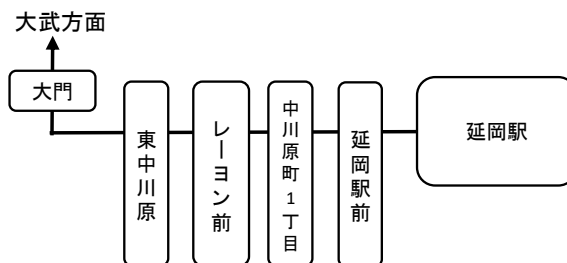 大武方面
大門
東中川原
レーヨン前
中川原町1丁目
延岡駅前
延岡駅